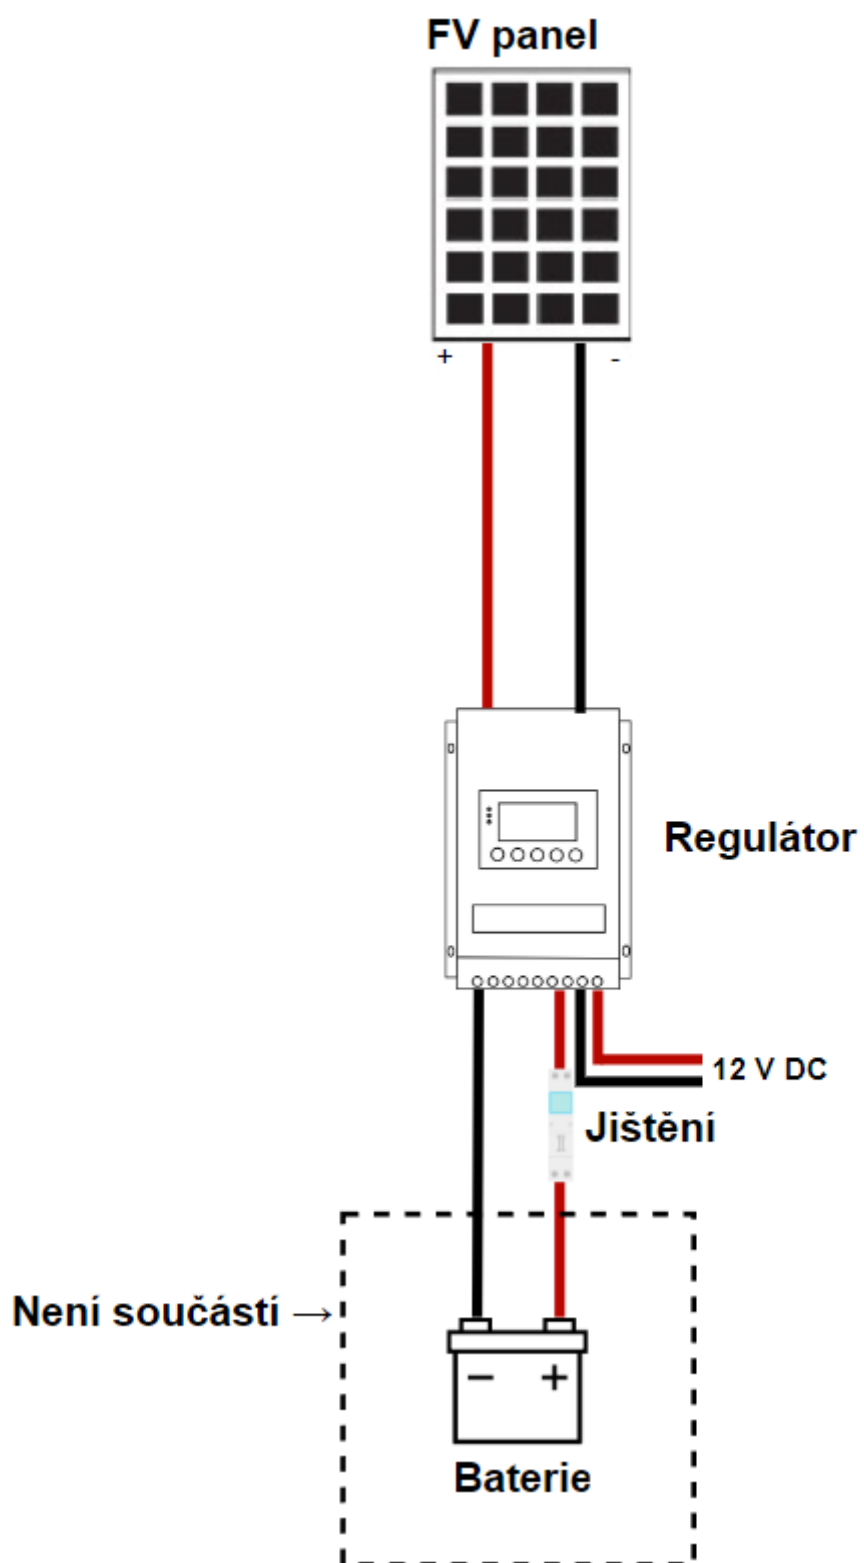 FV panel
+ -
Regulátor
12 V DC
Jištění
Není součástí →
− +
Baterie